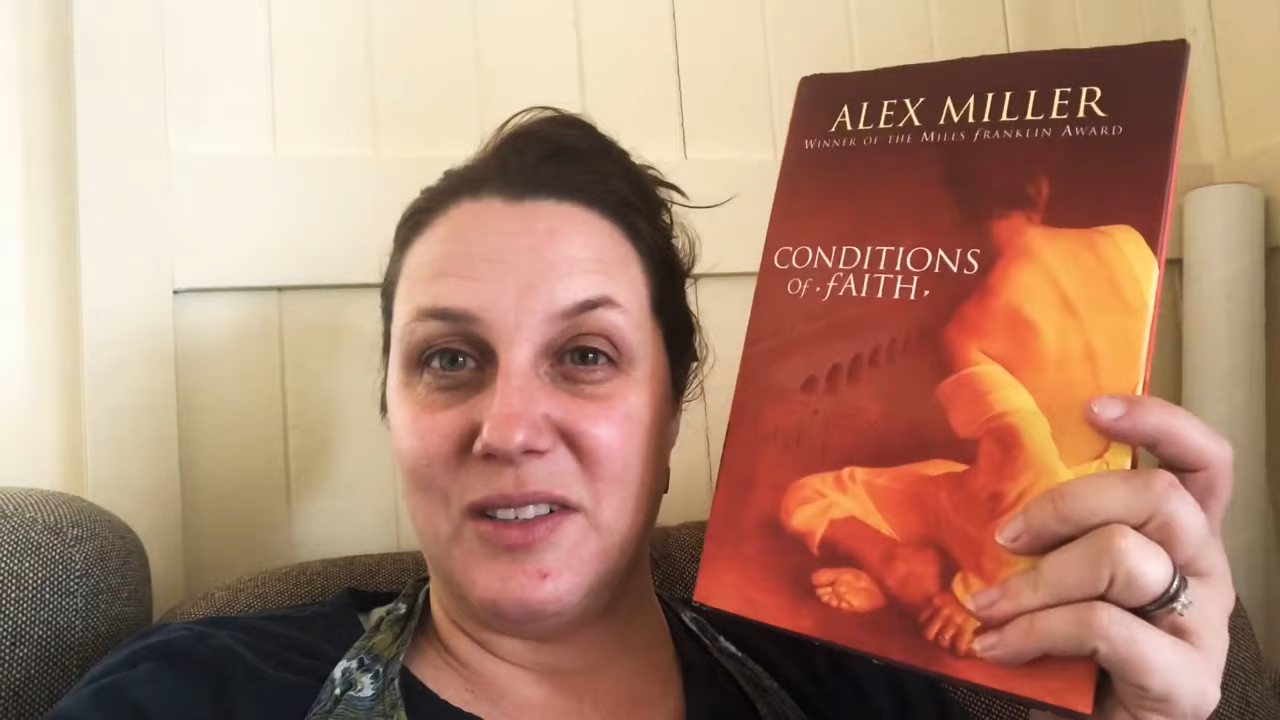 ALEX MILLER
WINNER OF THE MILES FRANKLIN AWARD
CONDITIONS
OF · FAITH ·